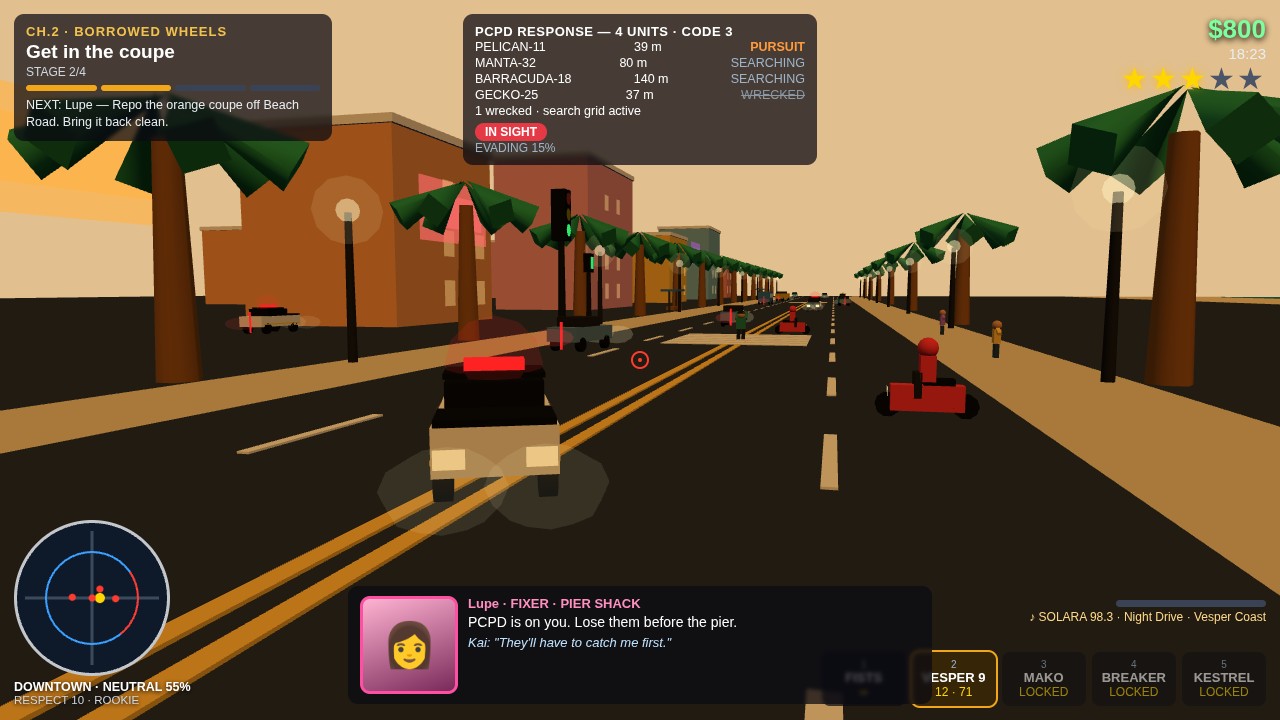 CH.2 · BORROWED WHEELS
Get in the coupe
STAGE 2/4
NEXT: Lupe — Repo the orange coupe off Beach
Road. Bring it back clean.
PCPD RESPONSE — 4 UNITS · CODE 3
PELICAN-11 39 m PURSUIT
MANTA-32 80 m SEARCHING
BARRACUDA-18 140 m SEARCHING
GECKO-25 37 m WRECKED
1 wrecked · search grid active
IN SIGHT
EVADING 15%
$800
18:23
Lupe · FIXER · PIER SHACK
PCPD is on you. Lose them before the pier.
Kai: "They'll have to catch me first."
♪ SOLARA 98.3 · Night Drive · Vesper Coast
1
FISTS
2
VESPER 9
12 · 71
3
MAKO
LOCKED
4
BREAKER
LOCKED
5
KESTREL
LOCKED
DOWNTOWN · NEUTRAL 55%
RESPECT 10 · ROOKIE